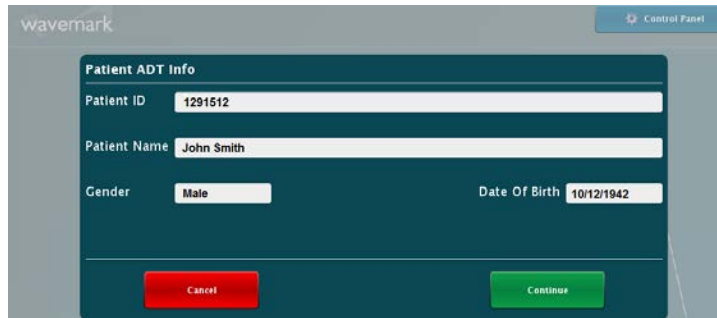 wavemark
Control Panel
Patient ADT Info
Patient ID 1291512
Patient Name John Smith
Gender Male Date Of Birth 10/12/1942
Cancel Continue